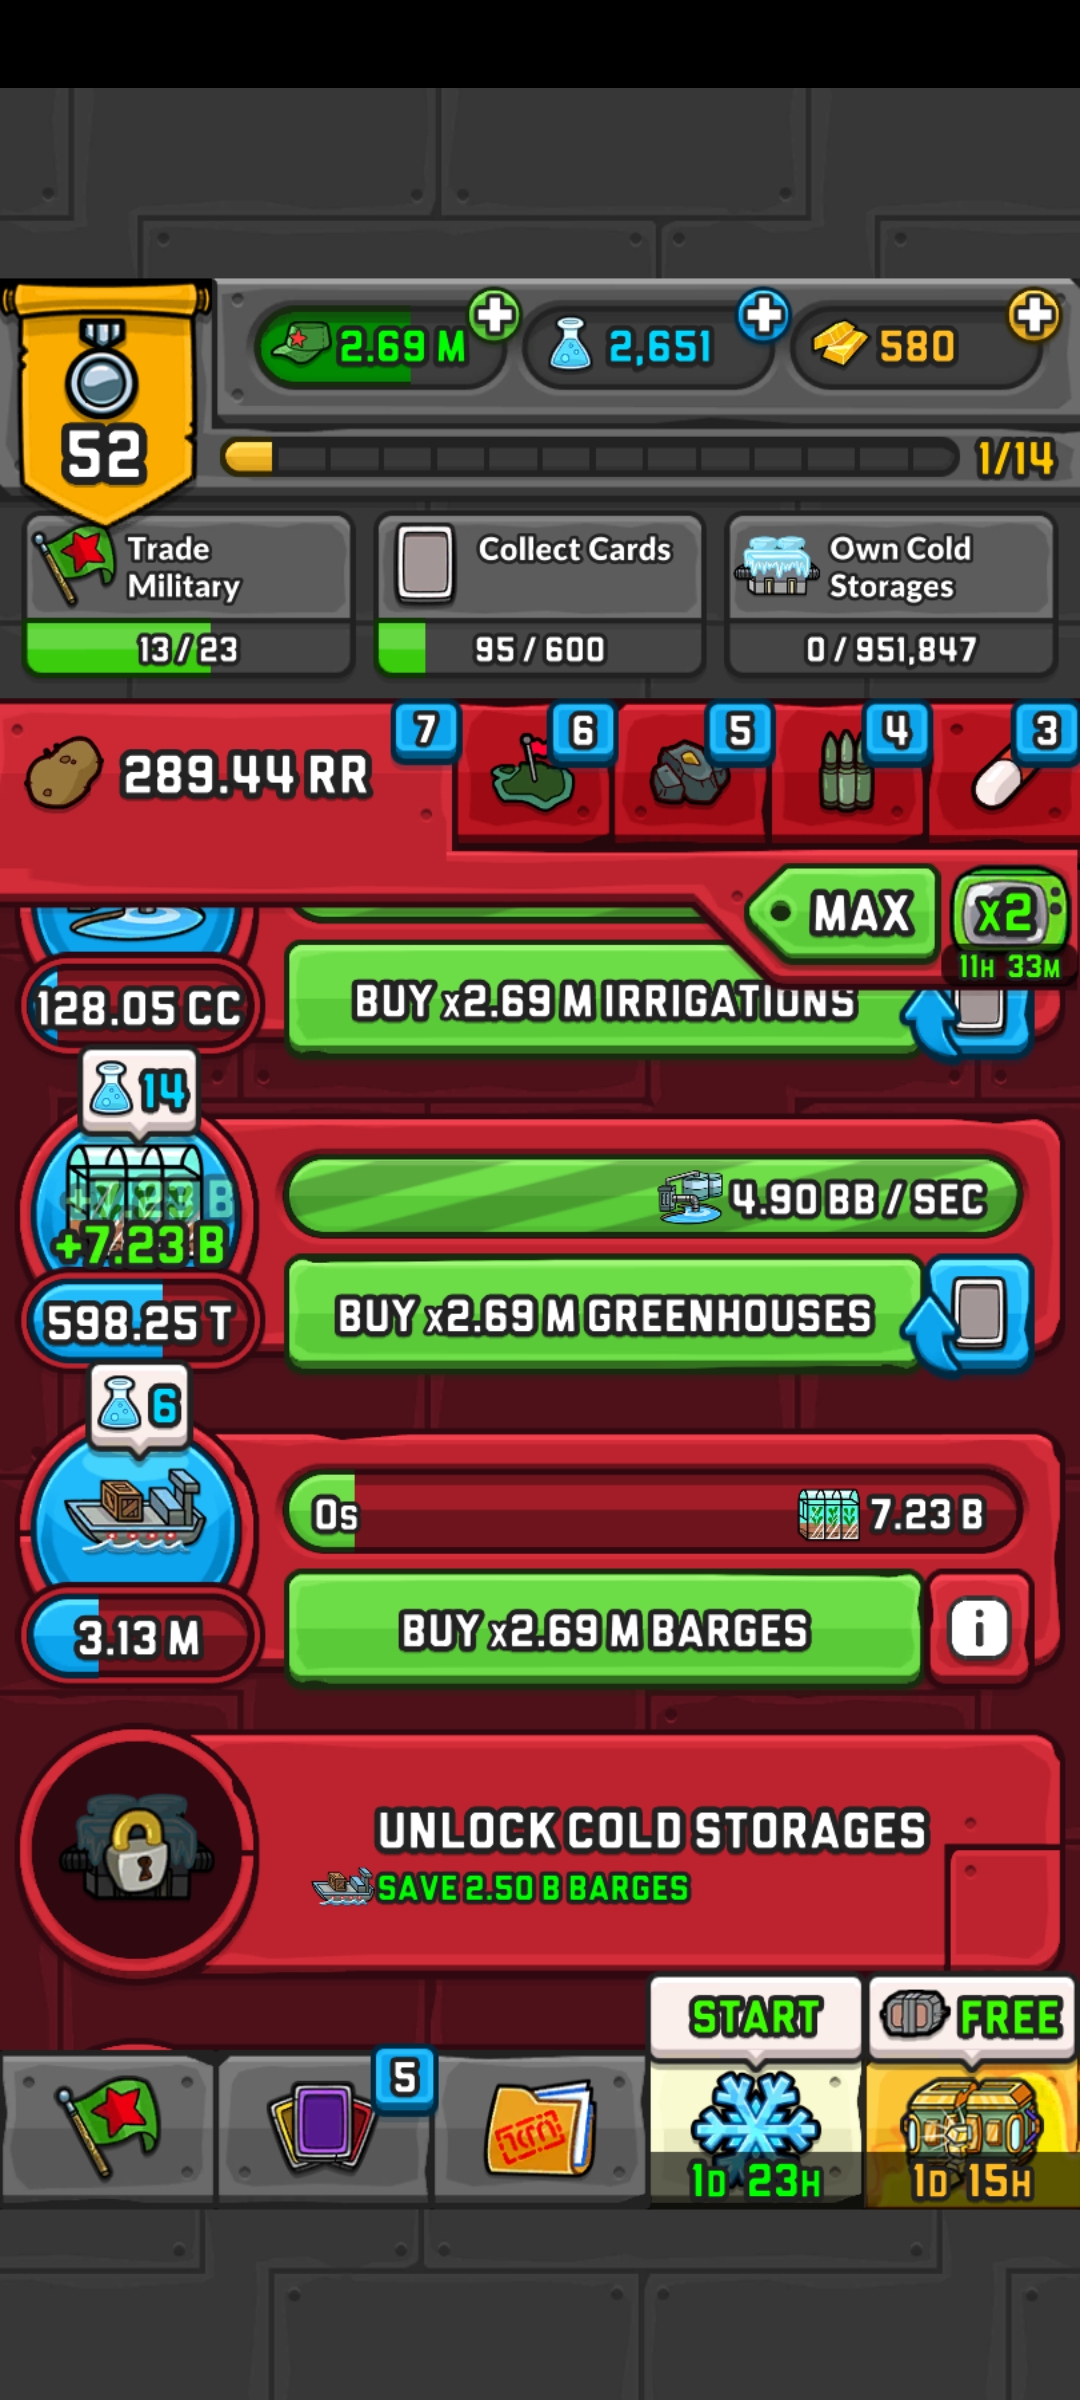 2.69 M
2,651
580
52
1/14
Trade
Military
13/23
Collect Cards
95/600
Own Cold
Storages
0/951,847
289.44 RR
7
6
5
4
3
MAX
x2
11H 33M
128.05 CC
BUY x2.69 M IRRIGATIONS
14
+7.23 B
+7.23 B
4.90 BB / SEC
598.25 T
BUY x2.69 M GREENHOUSES
6
0s
7.23 B
3.13 M
BUY x2.69 M BARGES
i
UNLOCK COLD STORAGES
SAVE 2.50 B BARGES
START
FREE
5
1D 23H
1D 15H